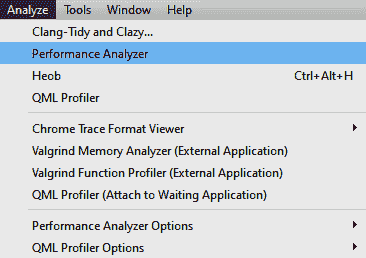 Analyze Tools Window Help
Clang-Tidy and Clazy...
Performance Analyzer
Heob Ctrl+Alt+H
QML Profiler
Chrome Trace Format Viewer
Valgrind Memory Analyzer (External Application)
Valgrind Function Profiler (External Application)
QML Profiler (Attach to Waiting Application)
Performance Analyzer Options
QML Profiler Options